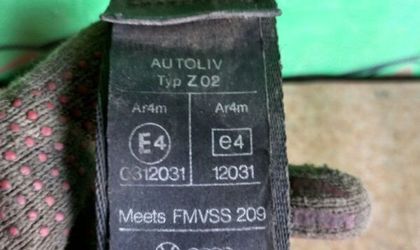 AUTOLIV
Typ Z02
Ar4m Ar4m
E4 e4
0312031 12031
Meets FMVSS 209